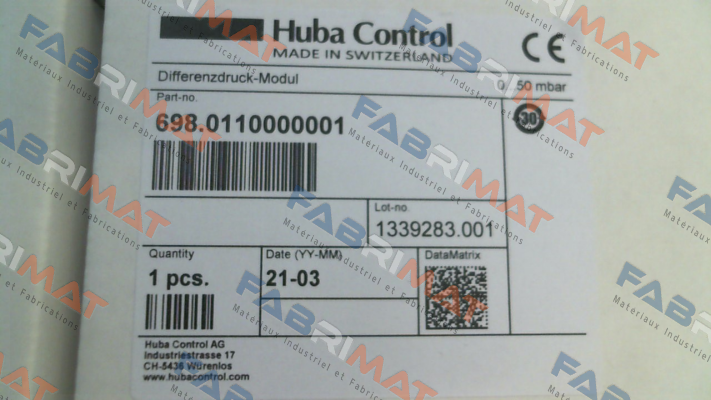 Huba Control
MADE IN SWITZERLAND
CE
Differenzdruck-Modul
0 50 mbar
Part-no.
698.0110000001
30
Lot-no.
1339283.001
Quantity
1 pcs.
Date (YY-MM)
21-03
DataMatrix
Huba Control AG
Industriestrasse 17
CH-5436 Würenlos
www.hubacontrol.com
FABRIMAT
Matériaux Industriel et Fabrications